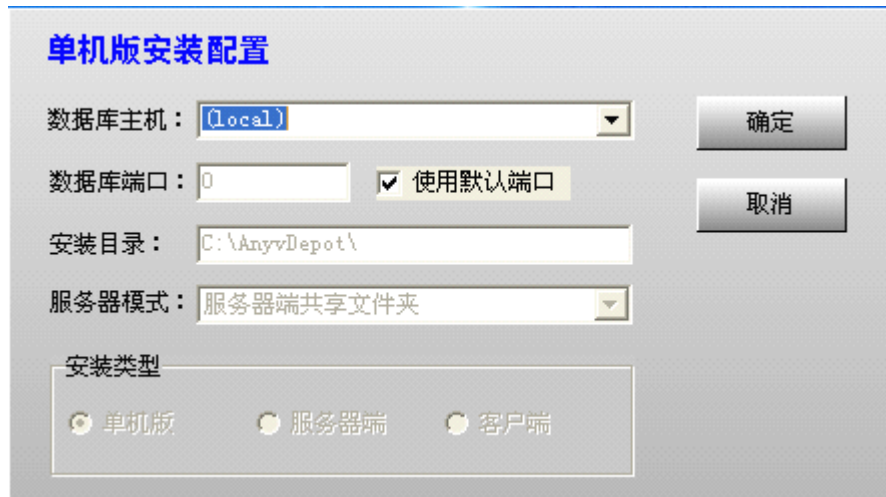 单机版安装配置
数据库主机：(local)
确定
数据库端口：0 使用默认端口
取消
安装目录：C:\AnyvDepot\
服务器模式：服务器端共享文件夹
安装类型
单机版 服务器端 客户端